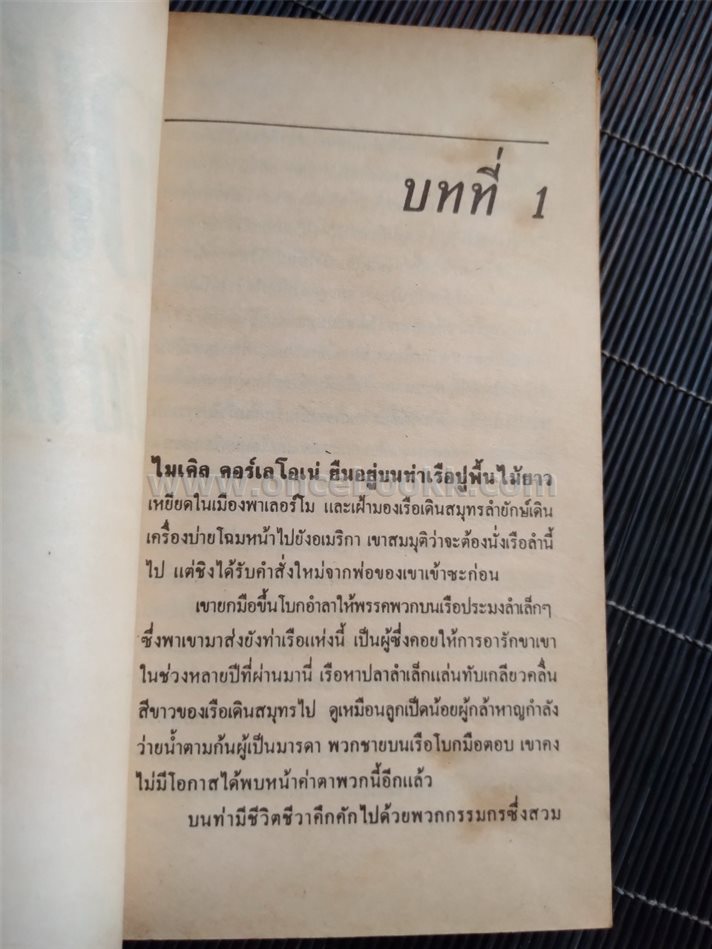 บทที่ 1
ไมเคิล คอร์เลโอเน่ ยืนอยู่บนท่าเรือปูพื้นไม้ยาว
www.oncebookk.com
เหยียดในเมืองพาเลอร์โม และเฝ้ามองเรือเดินสมุทรลำยักษ์เดิน
เครื่องบ่ายโฉมหน้าไปยังอเมริกา เขาสมมุติว่าจะต้องนั่งเรือลำนี้
ไป แต่ชิงได้รับคำสั่งใหม่จากพ่อของเขาเข้าซะก่อน
เขายกมือขึ้นโบกอำลาให้พรรคพวกบนเรือประมงลำเล็กๆ
ซึ่งพาเขามาส่งยังท่าเรือแห่งนี้ เป็นผู้ซึ่งคอยให้การอารักขาเขา
ในช่วงหลายปีที่ผ่านมานี้ เรือหาปลาลำเล็กแล่นทับเกลียวคลื่น
สีขาวของเรือเดินสมุทรไป ดูเหมือนลูกเป็ดน้อยผู้กล้าหาญกำลัง
ว่ายน้ำตามก้นผู้เป็นมารดา พวกชายบนเรือโบกมือตอบ เขาคง
ไม่มีโอกาสได้พบหน้าค่าตาพวกนี้อีกแล้ว
บนท่ามีชีวิตชีวาคึกคักไปด้วยพวกกรรมกรซึ่งสวม